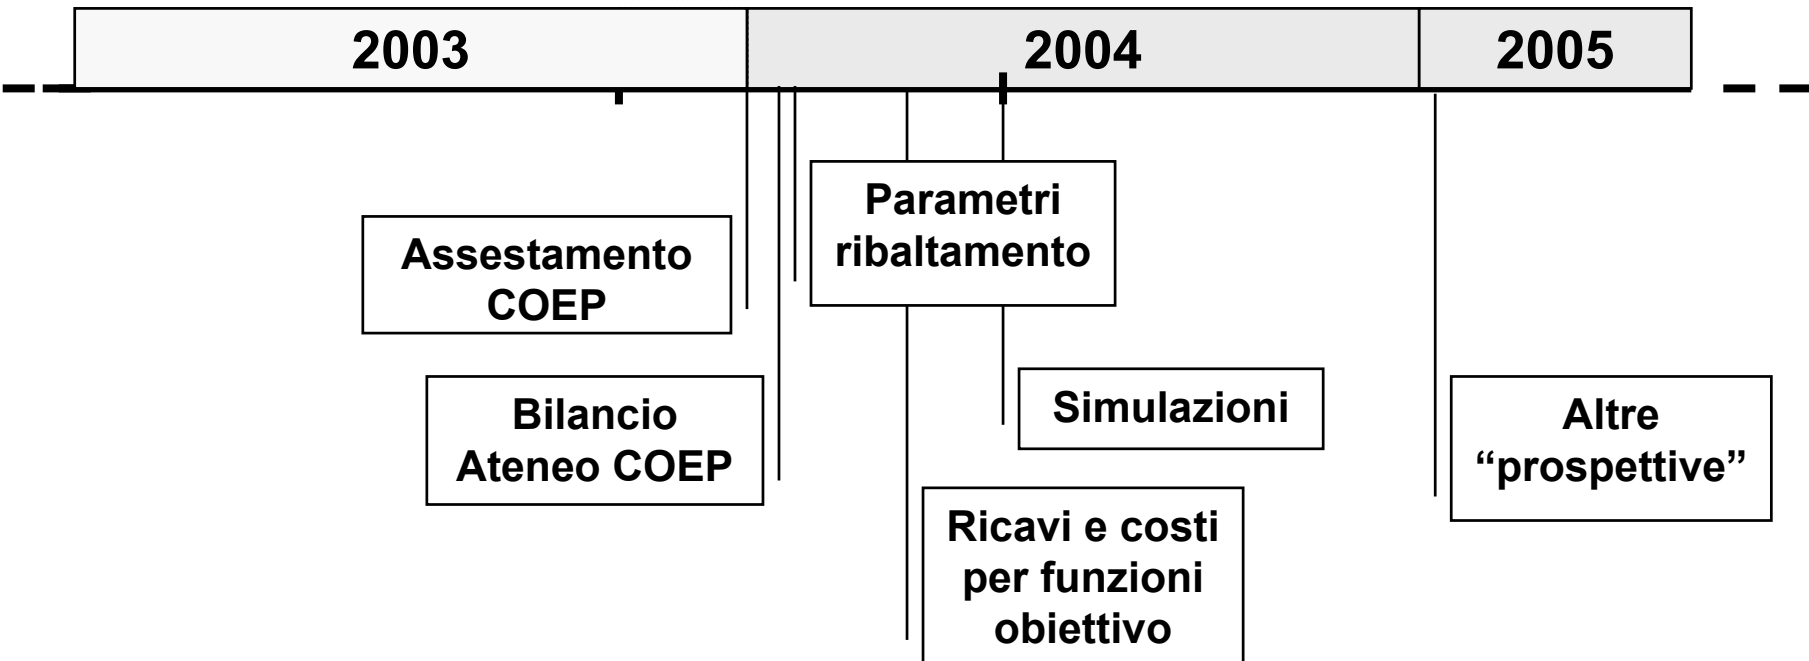 2003
2004
2005
Assestamento
COEP
Parametri
ribaltamento
Bilancio
Ateneo COEP
Simulazioni
Altre
“prospettive”
Ricavi e costi
per funzioni
obiettivo